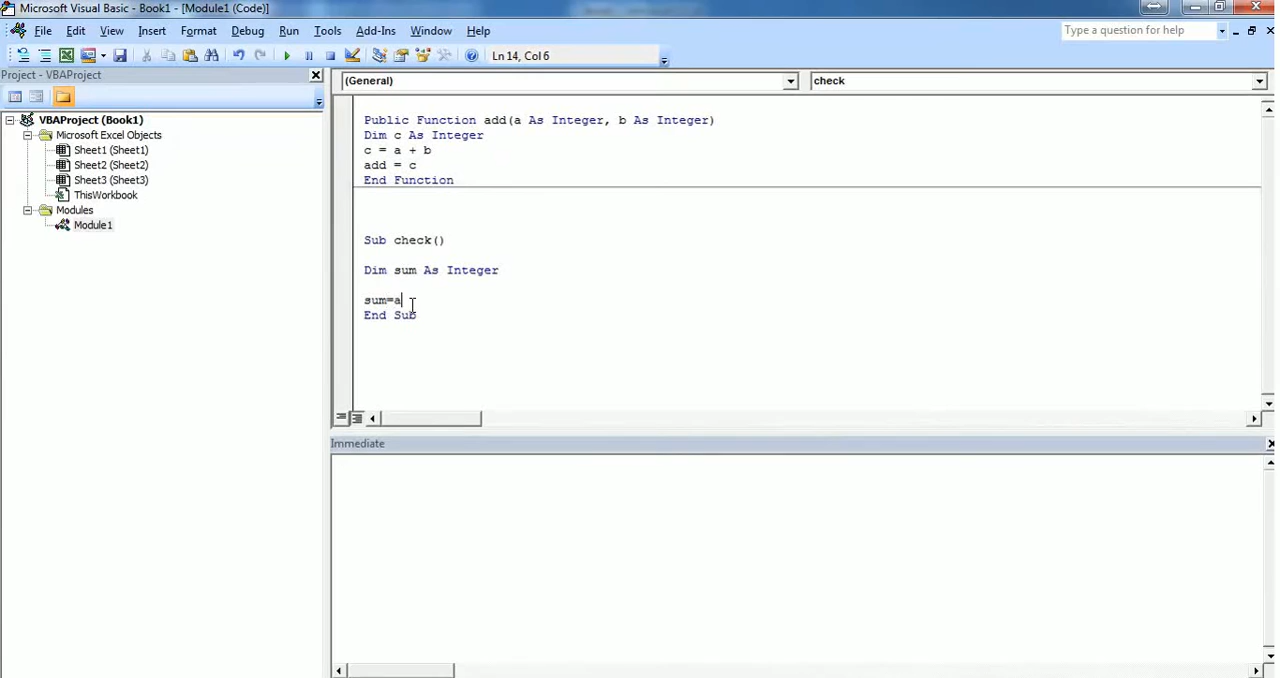 Microsoft Visual Basic - Book1 - [Module1 (Code)]
File Edit View Insert Format Debug Run Tools Add-Ins Window Help
Type a question for help
Ln 14, Col 6
Project - VBAProject
(General)
check
VBAProject (Book1)
Microsoft Excel Objects
Sheet1 (Sheet1)
Sheet2 (Sheet2)
Sheet3 (Sheet3)
ThisWorkbook
Modules
Module1
Public Function add(a As Integer, b As Integer)
Dim c As Integer
c = a + b
add = c
End Function
Sub check()
Dim sum As Integer
sum=a
End Sub
Immediate